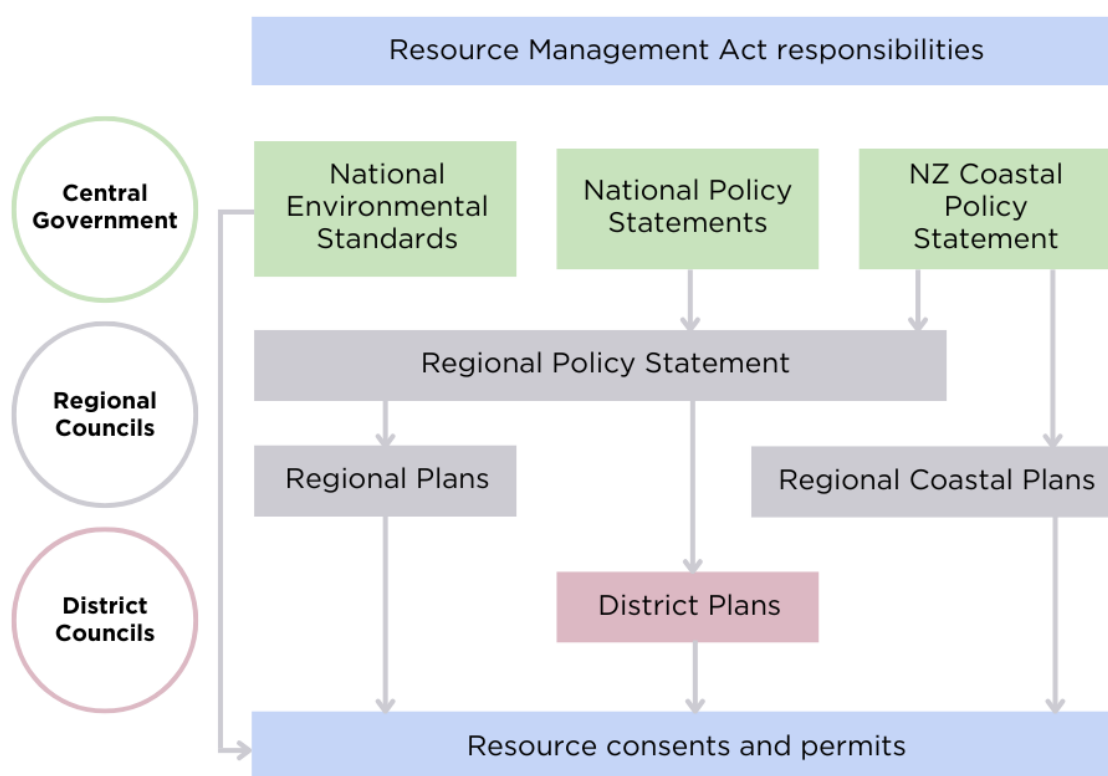 Resource Management Act responsibilities
Central
Government
National
Environmental
Standards
National Policy
Statements
NZ Coastal
Policy
Statement
Regional
Councils
Regional Policy Statement
Regional Plans
Regional Coastal Plans
District
Councils
District Plans
Resource consents and permits